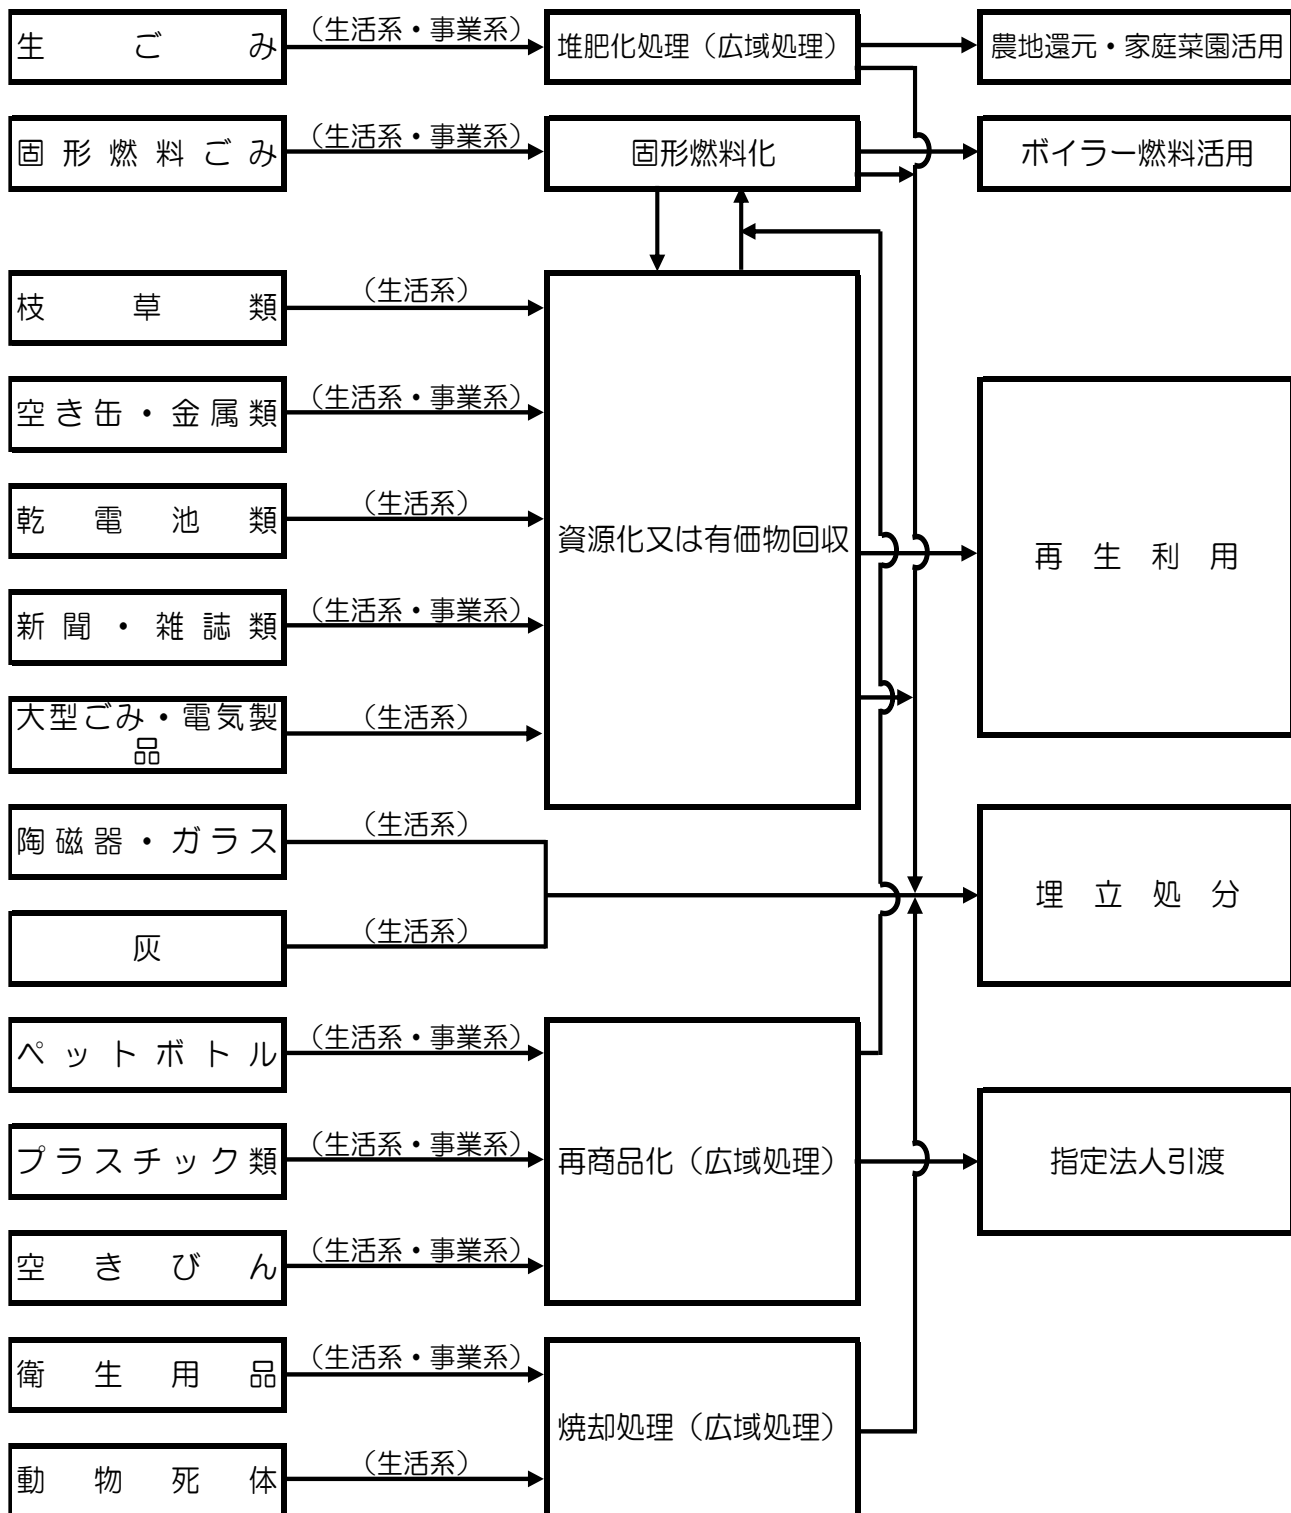 生ごみ
（生活系・事業系）
堆肥化処理（広域処理）
農地還元・家庭菜園活用
固形燃料ごみ
（生活系・事業系）
固形燃料化
ボイラー燃料活用
枝草類
（生活系）
空き缶・金属類
（生活系・事業系）
乾電池類
（生活系）
資源化又は有価物回収
再生利用
新聞・雑誌類
（生活系・事業系）
大型ごみ・電気製
品
（生活系）
陶磁器・ガラス
（生活系）
埋立処分
灰
（生活系）
ペットボトル
（生活系・事業系）
プラスチック類
（生活系・事業系）
再商品化（広域処理）
指定法人引渡
空きびん
（生活系・事業系）
衛生用品
（生活系・事業系）
焼却処理（広域処理）
動物死体
（生活系）